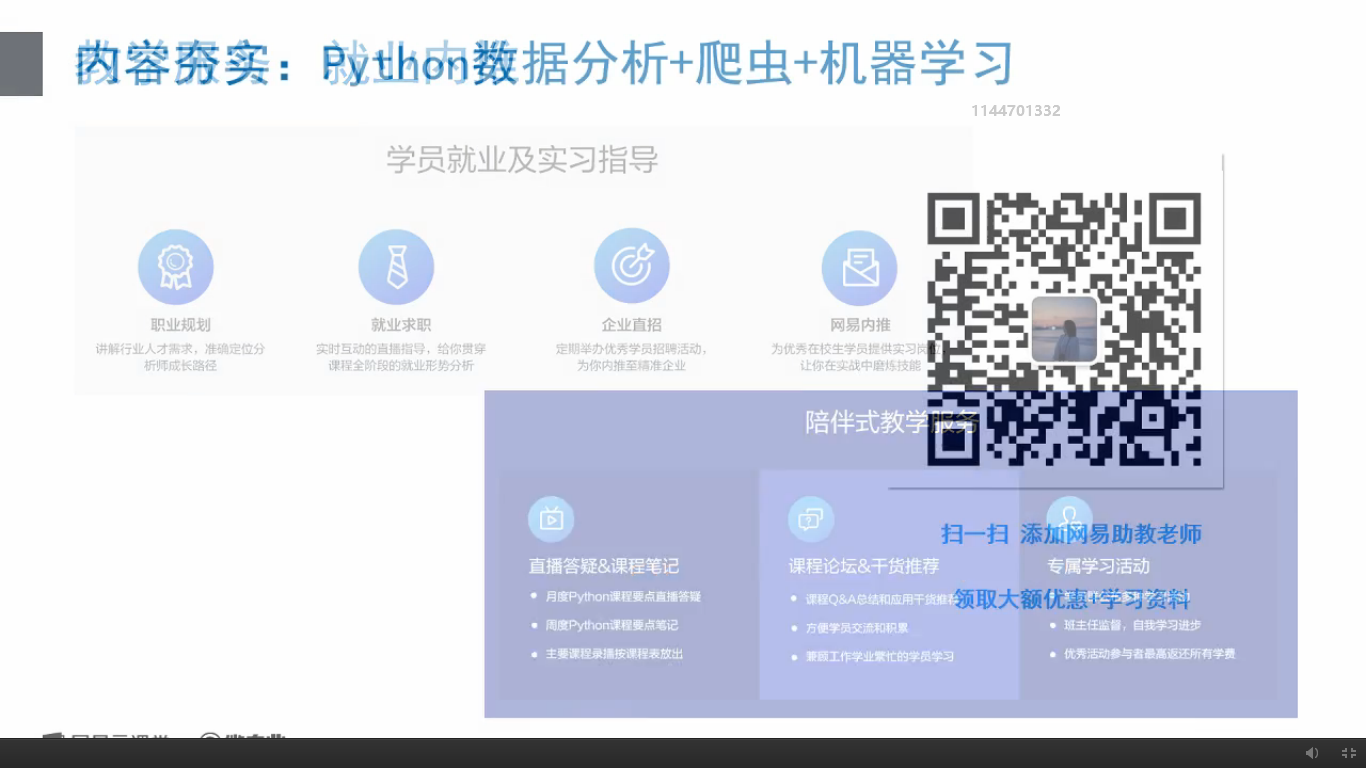 内容夯实：Python数据分析+爬虫+机器学习
1144701332
学员就业及实习指导
职业规划
讲解行业人才需求，准确定位分
析师成长路径
就业求职
实时互动的直播指导，给你贯穿
课程全阶段的就业形势分析
企业直招
定期举办优秀学员招聘活动，
为你内推至精准企业
网易内推
为优秀在校生学员提供实习岗位，
让你在实战中磨练技能
陪伴式教学服务
直播答疑&课程笔记
月度Python课程要点直播答疑
周度Python课程要点笔记
主要课程录播按课程表放出
课程论坛&干货推荐
课程Q&A总结和应用干货推荐
方便学员交流和积累
兼顾工作学业繁忙的学员学习
专属学习活动
班主任监督，自我学习进步
优秀活动参与者最高返还所有学费
扫一扫 添加网易助教老师
领取大额优惠+学习资料